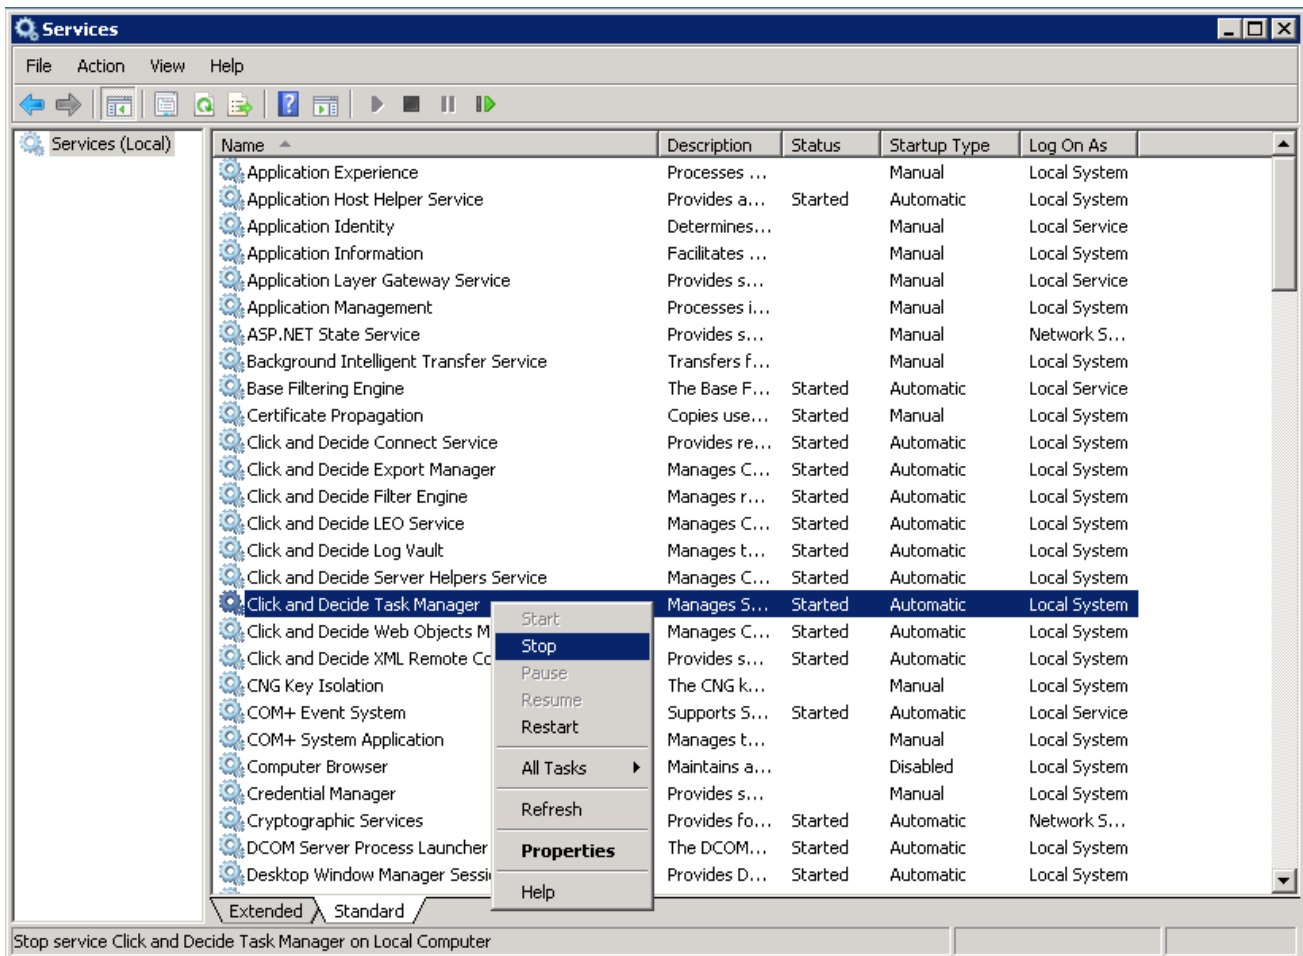 Services
File Action View Help
Services (Local)
Name Description Status Startup Type Log On As
Application Experience Processes ... Manual Local System
Application Host Helper Service Provides a... Started Automatic Local System
Application Identity Determines... Manual Local Service
Application Information Facilitates ... Manual Local System
Application Layer Gateway Service Provides s... Manual Local Service
Application Management Processes i... Manual Local System
ASP.NET State Service Provides s... Manual Network S...
Background Intelligent Transfer Service Transfers f... Manual Local System
Base Filtering Engine The Base F... Started Automatic Local Service
Certificate Propagation Copies use... Started Manual Local System
Click and Decide Connect Service Provides re... Started Automatic Local System
Click and Decide Export Manager Manages C... Started Automatic Local System
Click and Decide Filter Engine Manages r... Started Automatic Local System
Click and Decide LEO Service Manages C... Started Automatic Local System
Click and Decide Log Vault Manages t... Started Automatic Local System
Click and Decide Server Helpers Service Manages C... Started Automatic Local System
Click and Decide Task Manager Manages S... Started Automatic Local System
Click and Decide Web Objects M Manages C... Started Automatic Local System
Click and Decide XML Remote Co Provides s... Started Automatic Local System
CNG Key Isolation The CNG k... Manual Local System
COM+ Event System Supports S... Started Automatic Local Service
COM+ System Application Manages t... Manual Local System
Computer Browser Maintains a... Disabled Local System
Credential Manager Provides s... Manual Local System
Cryptographic Services Provides fo... Started Automatic Network S...
DCOM Server Process Launcher The DCOM... Started Automatic Local System
Desktop Window Manager Sessi Provides D... Started Automatic Local System
Start
Stop
Pause
Resume
Restart
All Tasks
Refresh
Properties
Help
Extended Standard
Stop service Click and Decide Task Manager on Local Computer